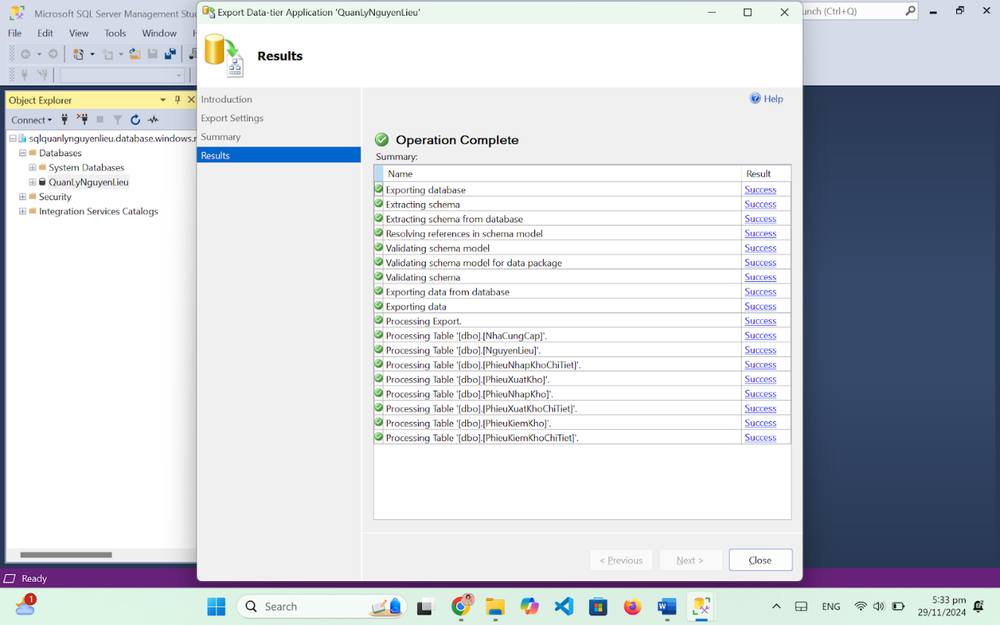 Microsoft SQL Server Management Stu
Export Data-tier Application 'QuanLyNguyenLieu'
unch (Ctrl+Q)
File Edit View Tools Window H
Results
Object Explorer
Connect
sqlquanlynguyenlieu.database.windows.n
Databases
System Databases
QuanLyNguyenLieu
Security
Integration Services Catalogs
Introduction
Export Settings
Summary
Results
Help
Operation Complete
Summary:
Name Result
Exporting database Success
Extracting schema Success
Extracting schema from database Success
Resolving references in schema model Success
Validating schema model Success
Validating schema model for data package Success
Validating schema Success
Exporting data from database Success
Exporting data Success
Processing Export. Success
Processing Table '[dbo].[NhaCungCap]'. Success
Processing Table '[dbo].[NguyenLieu]'. Success
Processing Table '[dbo].[PhieuNhapKhoChiTiet]'. Success
Processing Table '[dbo].[PhieuXuatKho]'. Success
Processing Table '[dbo].[PhieuNhapKho]'. Success
Processing Table '[dbo].[PhieuXuatKhoChiTiet]'. Success
Processing Table '[dbo].[PhieuKiemKho]'. Success
Processing Table '[dbo].[PhieuKiemKhoChiTiet]'. Success
< Previous Next > Close
Ready
1
Search
W
ENG
5:33 pm
29/11/2024